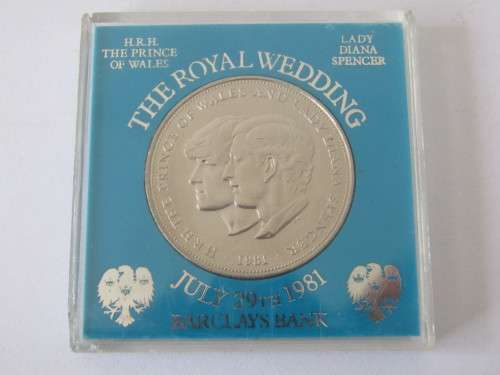 H.R.H.
THE PRINCE
OF WALES
LADY
DIANA
SPENCER
THE ROYAL WEDDING
H·R·H· THE PRINCE OF WALES AND LADY DIANA SPENCER
1981
JULY 29TH 1981
BARCLAYS BANK